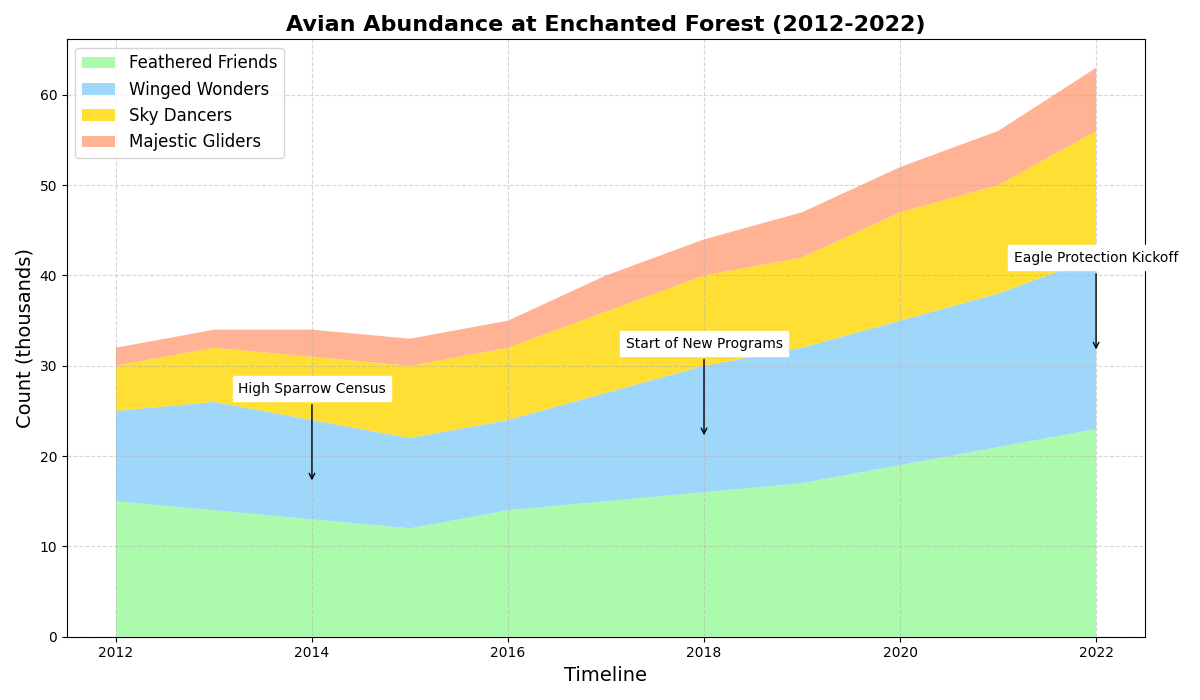 Avian Abundance at Enchanted Forest (2012-2022)
Feathered Friends
Winged Wonders
Sky Dancers
Majestic Gliders
60
50
40
30
20
10
0
Count (thousands)
Eagle Protection Kickoff
Start of New Programs
High Sparrow Census
2012
2014
2016
2018
2020
2022
Timeline